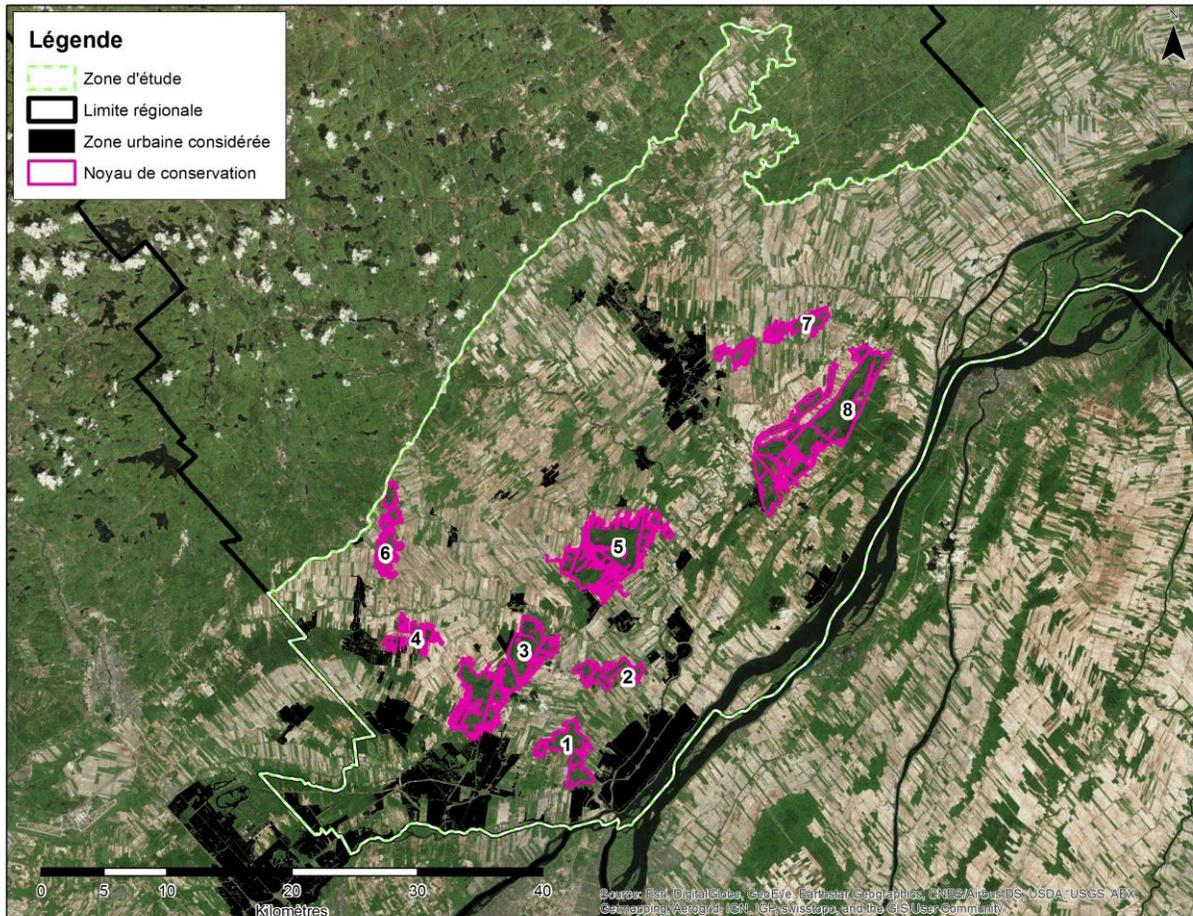 Légende
Zone d'étude
Limite régionale
Zone urbaine considérée
Noyau de conservation
N
7
8
5
6
4
3
2
1
0 5 10 20 30 40
Kilomètres
Source: Esri, DigitalGlobe, GeoEye, Earthstar Geographics, CNES/Airbus DS, USDA, USGS, AEX,
Getmapping, Aerogrid, IGN, IGP, swisstopo, and the GIS User Community